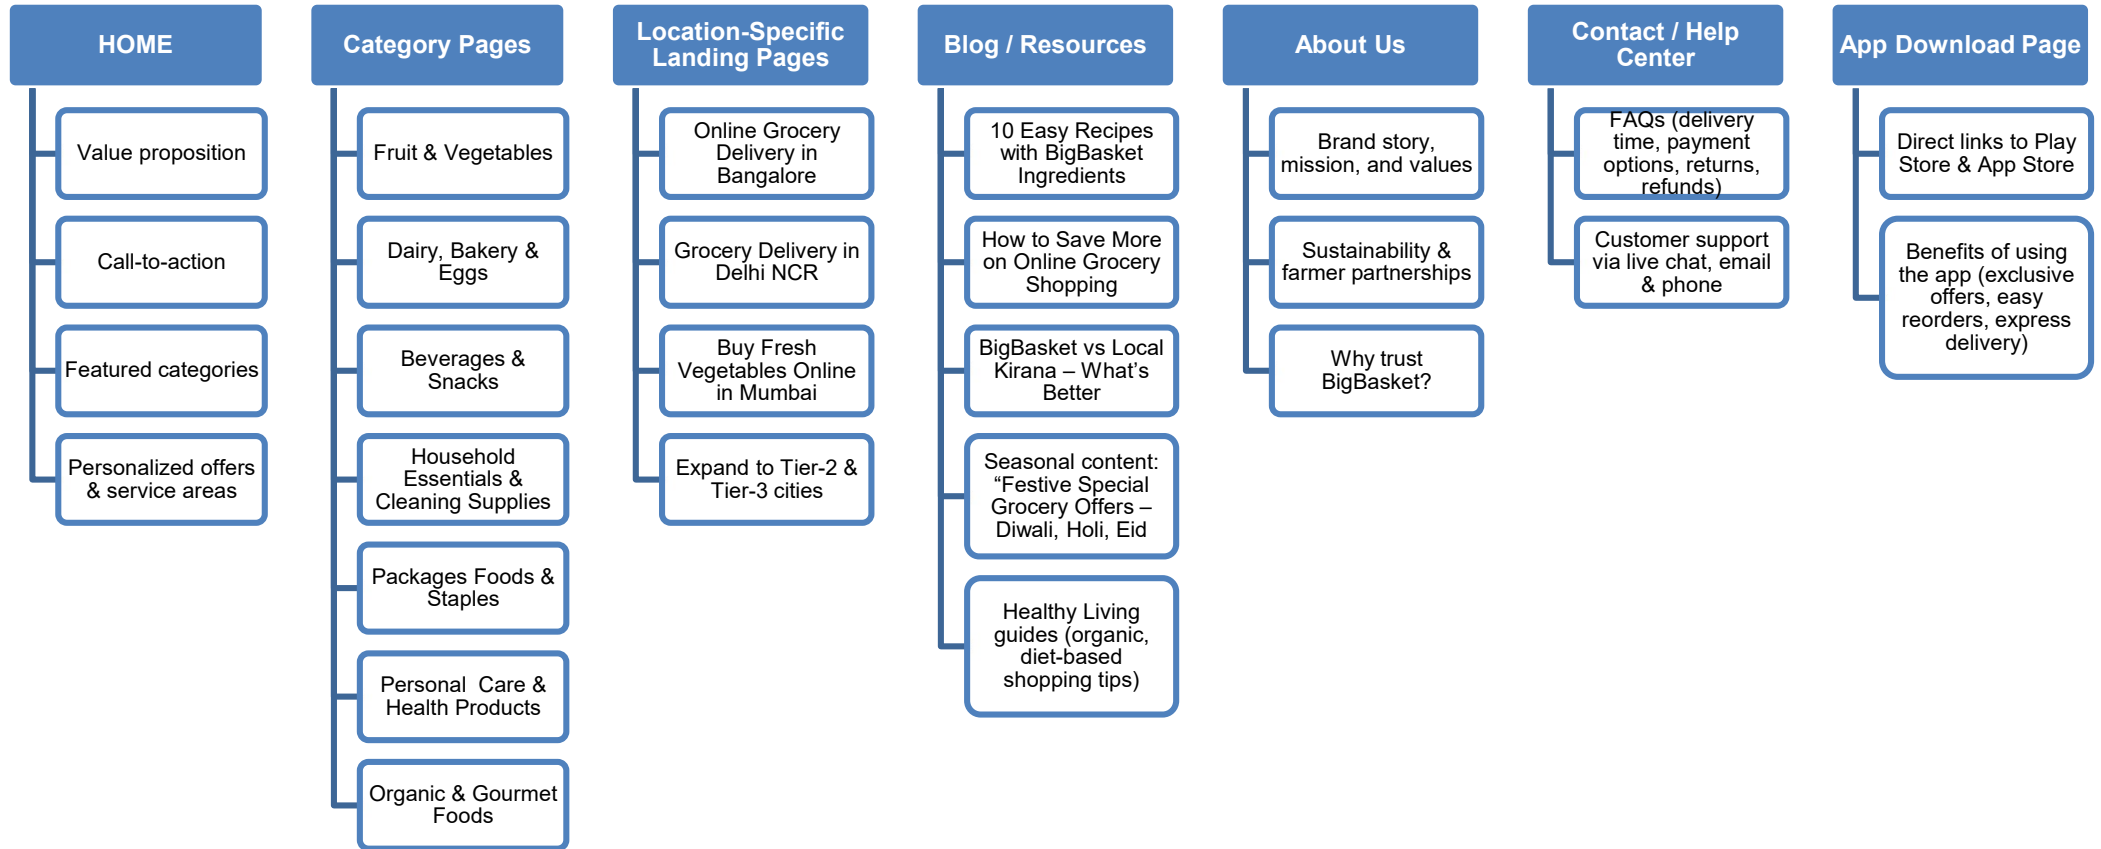 HOME
Value proposition
Call-to-action
Featured categories
Personalized offers
& service areas
Category Pages
Fruit & Vegetables
Dairy, Bakery &
Eggs
Beverages &
Snacks
Household
Essentials &
Cleaning Supplies
Packages Foods &
Staples
Personal  Care &
Health Products
Organic & Gourmet
Foods
Location-Specific
Landing Pages
Online Grocery
Delivery in
Bangalore
Grocery Delivery in
Delhi NCR
Buy Fresh
Vegetables Online
in Mumbai
Expand to Tier-2 &
Tier-3 cities
Blog / Resources
10 Easy Recipes
with BigBasket
Ingredients
How to Save More
on Online Grocery
Shopping
BigBasket vs Local
Kirana – What’s
Better
Seasonal content:
“Festive Special
Grocery Offers –
Diwali, Holi, Eid
Healthy Living
guides (organic,
diet-based
shopping tips)
About Us
Brand story,
mission, and values
Sustainability &
farmer partnerships
Why trust
BigBasket?
Contact / Help
Center
FAQs (delivery
time, payment
options, returns,
refunds)
Customer support
via live chat, email
& phone
App Download Page
Direct links to Play
Store & App Store
Benefits of using
the app (exclusive
offers, easy
reorders, express
delivery)